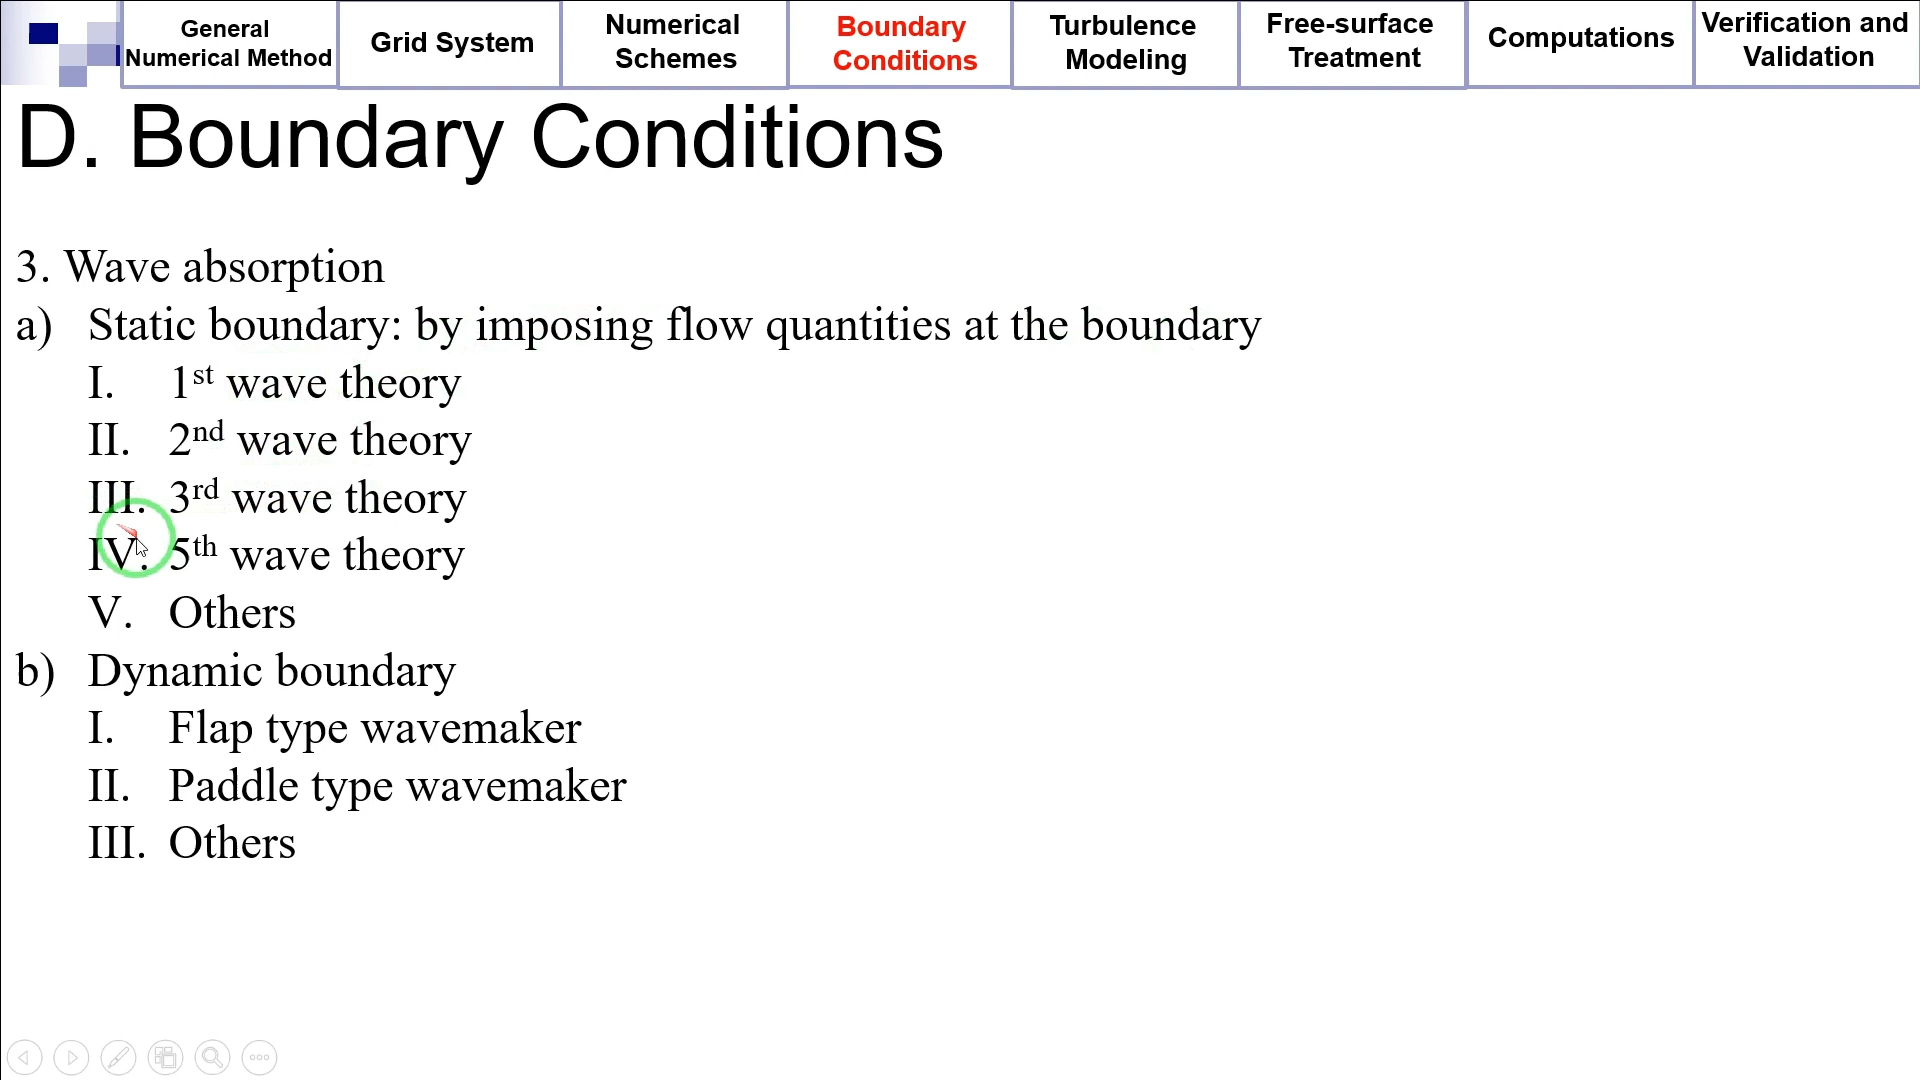 General
Numerical Method
Grid System
Numerical
Schemes
Boundary
Conditions
Turbulence
Modeling
Free-surface
Treatment
Computations
Verification and
Validation
D. Boundary Conditions
3. Wave absorption
a) Static boundary: by imposing flow quantities at the boundary
I. 1st wave theory
II. 2nd wave theory
III. 3rd wave theory
IV. 5th wave theory
V. Others
b) Dynamic boundary
I. Flap type wavemaker
II. Paddle type wavemaker
III. Others